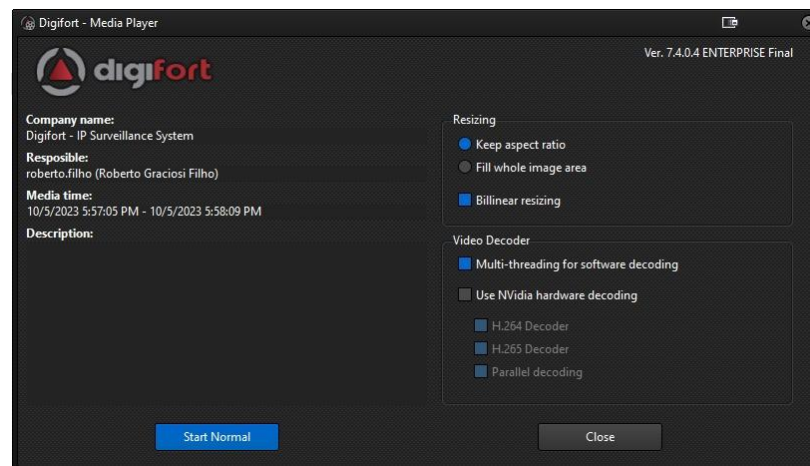 Digifort - Media Player
digifort
Ver. 7.4.0.4 ENTERPRISE Final
Company name:
Digifort - IP Surveillance System
Resposible:
roberto.filho (Roberto Graciosi Filho)
Media time:
10/5/2023 5:57:05 PM - 10/5/2023 5:58:09 PM
Description:
Resizing
Keep aspect ratio
Fill whole image area
Billinear resizing
Video Decoder
Multi-threading for software decoding
Use NVidia hardware decoding
H.264 Decoder
H.265 Decoder
Parallel decoding
Start Normal
Close